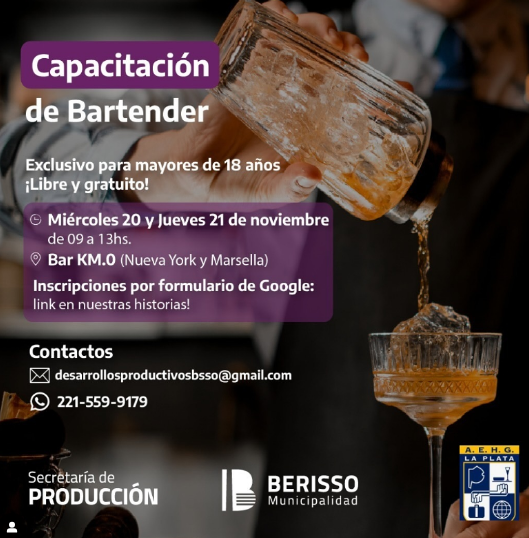 Capacitación
de Bartender
Exclusivo para mayores de 18 años
¡Libre y gratuito!
Miércoles 20 y Jueves 21 de noviembre
de 09 a 13hs.
Bar KM.0 (Nueva York y Marsella)
Inscripciones por formulario de Google:
link en nuestras historias!
Contactos
desarrollosproductivosbsso@gmail.com
221-559-9179
Secretaría de
PRODUCCIÓN
BERISSO
Municipalidad
A. E. H. G.
LA PLATA